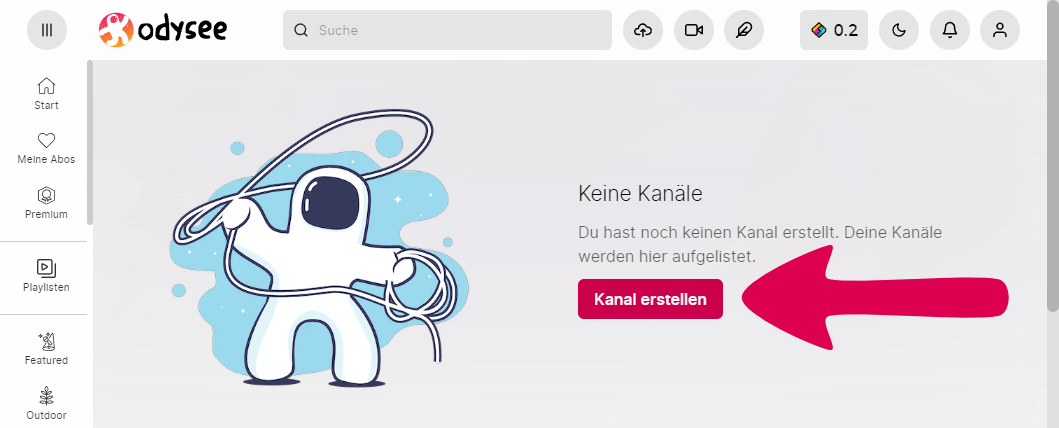 odysee
Suche
0.2
Start
Meine Abos
Premium
Playlisten
Featured
Outdoor
Keine Kanäle
Du hast noch keinen Kanal erstellt. Deine Kanäle
werden hier aufgelistet.
Kanal erstellen